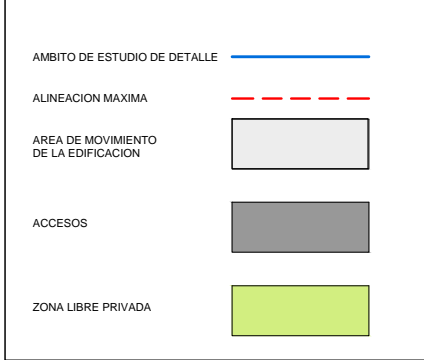 AMBITO DE ESTUDIO DE DETALLE
ALINEACION MAXIMA
AREA DE MOVIMIENTO
DE LA EDIFICACION
ACCESOS
ZONA LIBRE PRIVADA